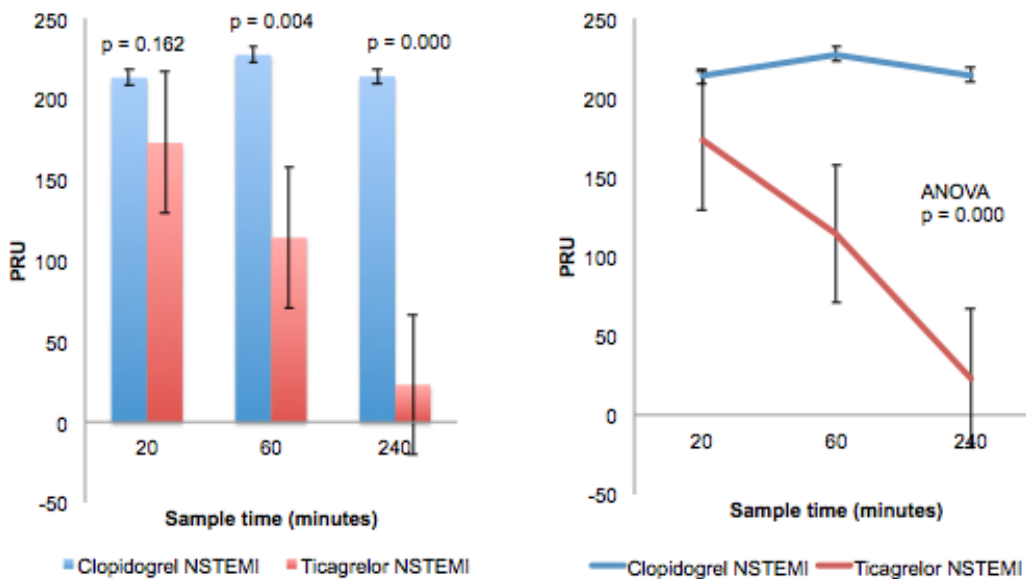 250
200
150
100
50
0
-50
PRU
p = 0.162
p = 0.004
p = 0.000
20
60
240
Sample time (minutes)
Clopidogrel NSTEMI
Ticagrelor NSTEMI
250
200
150
100
50
0
-50
PRU
ANOVA
p = 0.000
20
60
240
Sample time (minutes)
Clopidogrel NSTEMI
Ticagrelor NSTEMI